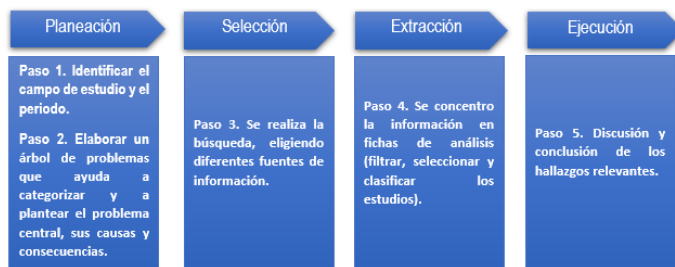 Planeación
Paso 1. Identificar el
campo de estudio y el
periodo.
Paso 2. Elaborar un
árbol de problemas
que ayuda a
categorizar y a
plantear el problema
central, sus causas y
consecuencias.
Selección
Paso 3. Se realiza la
búsqueda, eligiendo
diferentes fuentes de
información.
Extracción
Paso 4. Se concentro
la información en
fichas de análisis
(filtrar, seleccionar y
clasificar los
estudios).
Ejecución
Paso 5. Discusión y
conclusión de los
hallazgos relevantes.